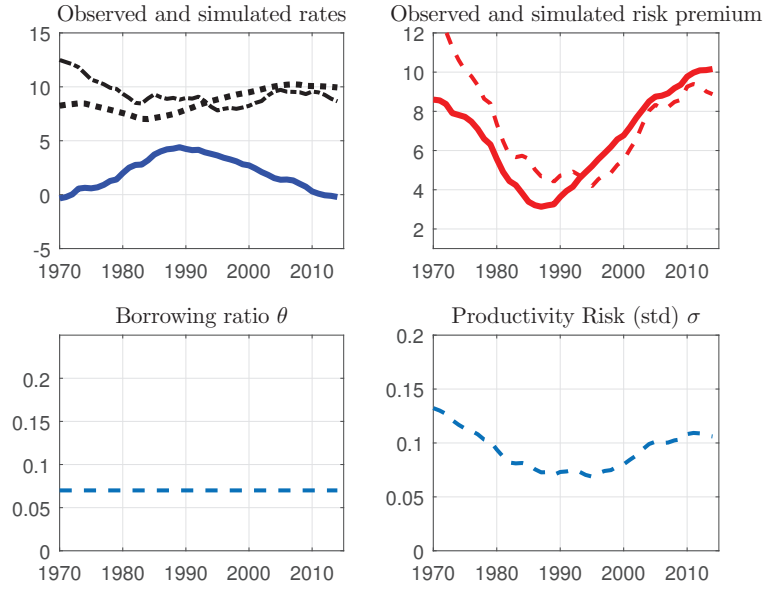 Observed and simulated rates
15
10
5
0
-5
1970 1980 1990 2000 2010
Observed and simulated risk premium
12
10
8
6
4
2
1970 1980 1990 2000 2010
Borrowing ratio θ
0.2
0.15
0.1
0.05
0
1970 1980 1990 2000 2010
Productivity Risk (std) σ
0.2
0.15
0.1
0.05
0
1970 1980 1990 2000 2010